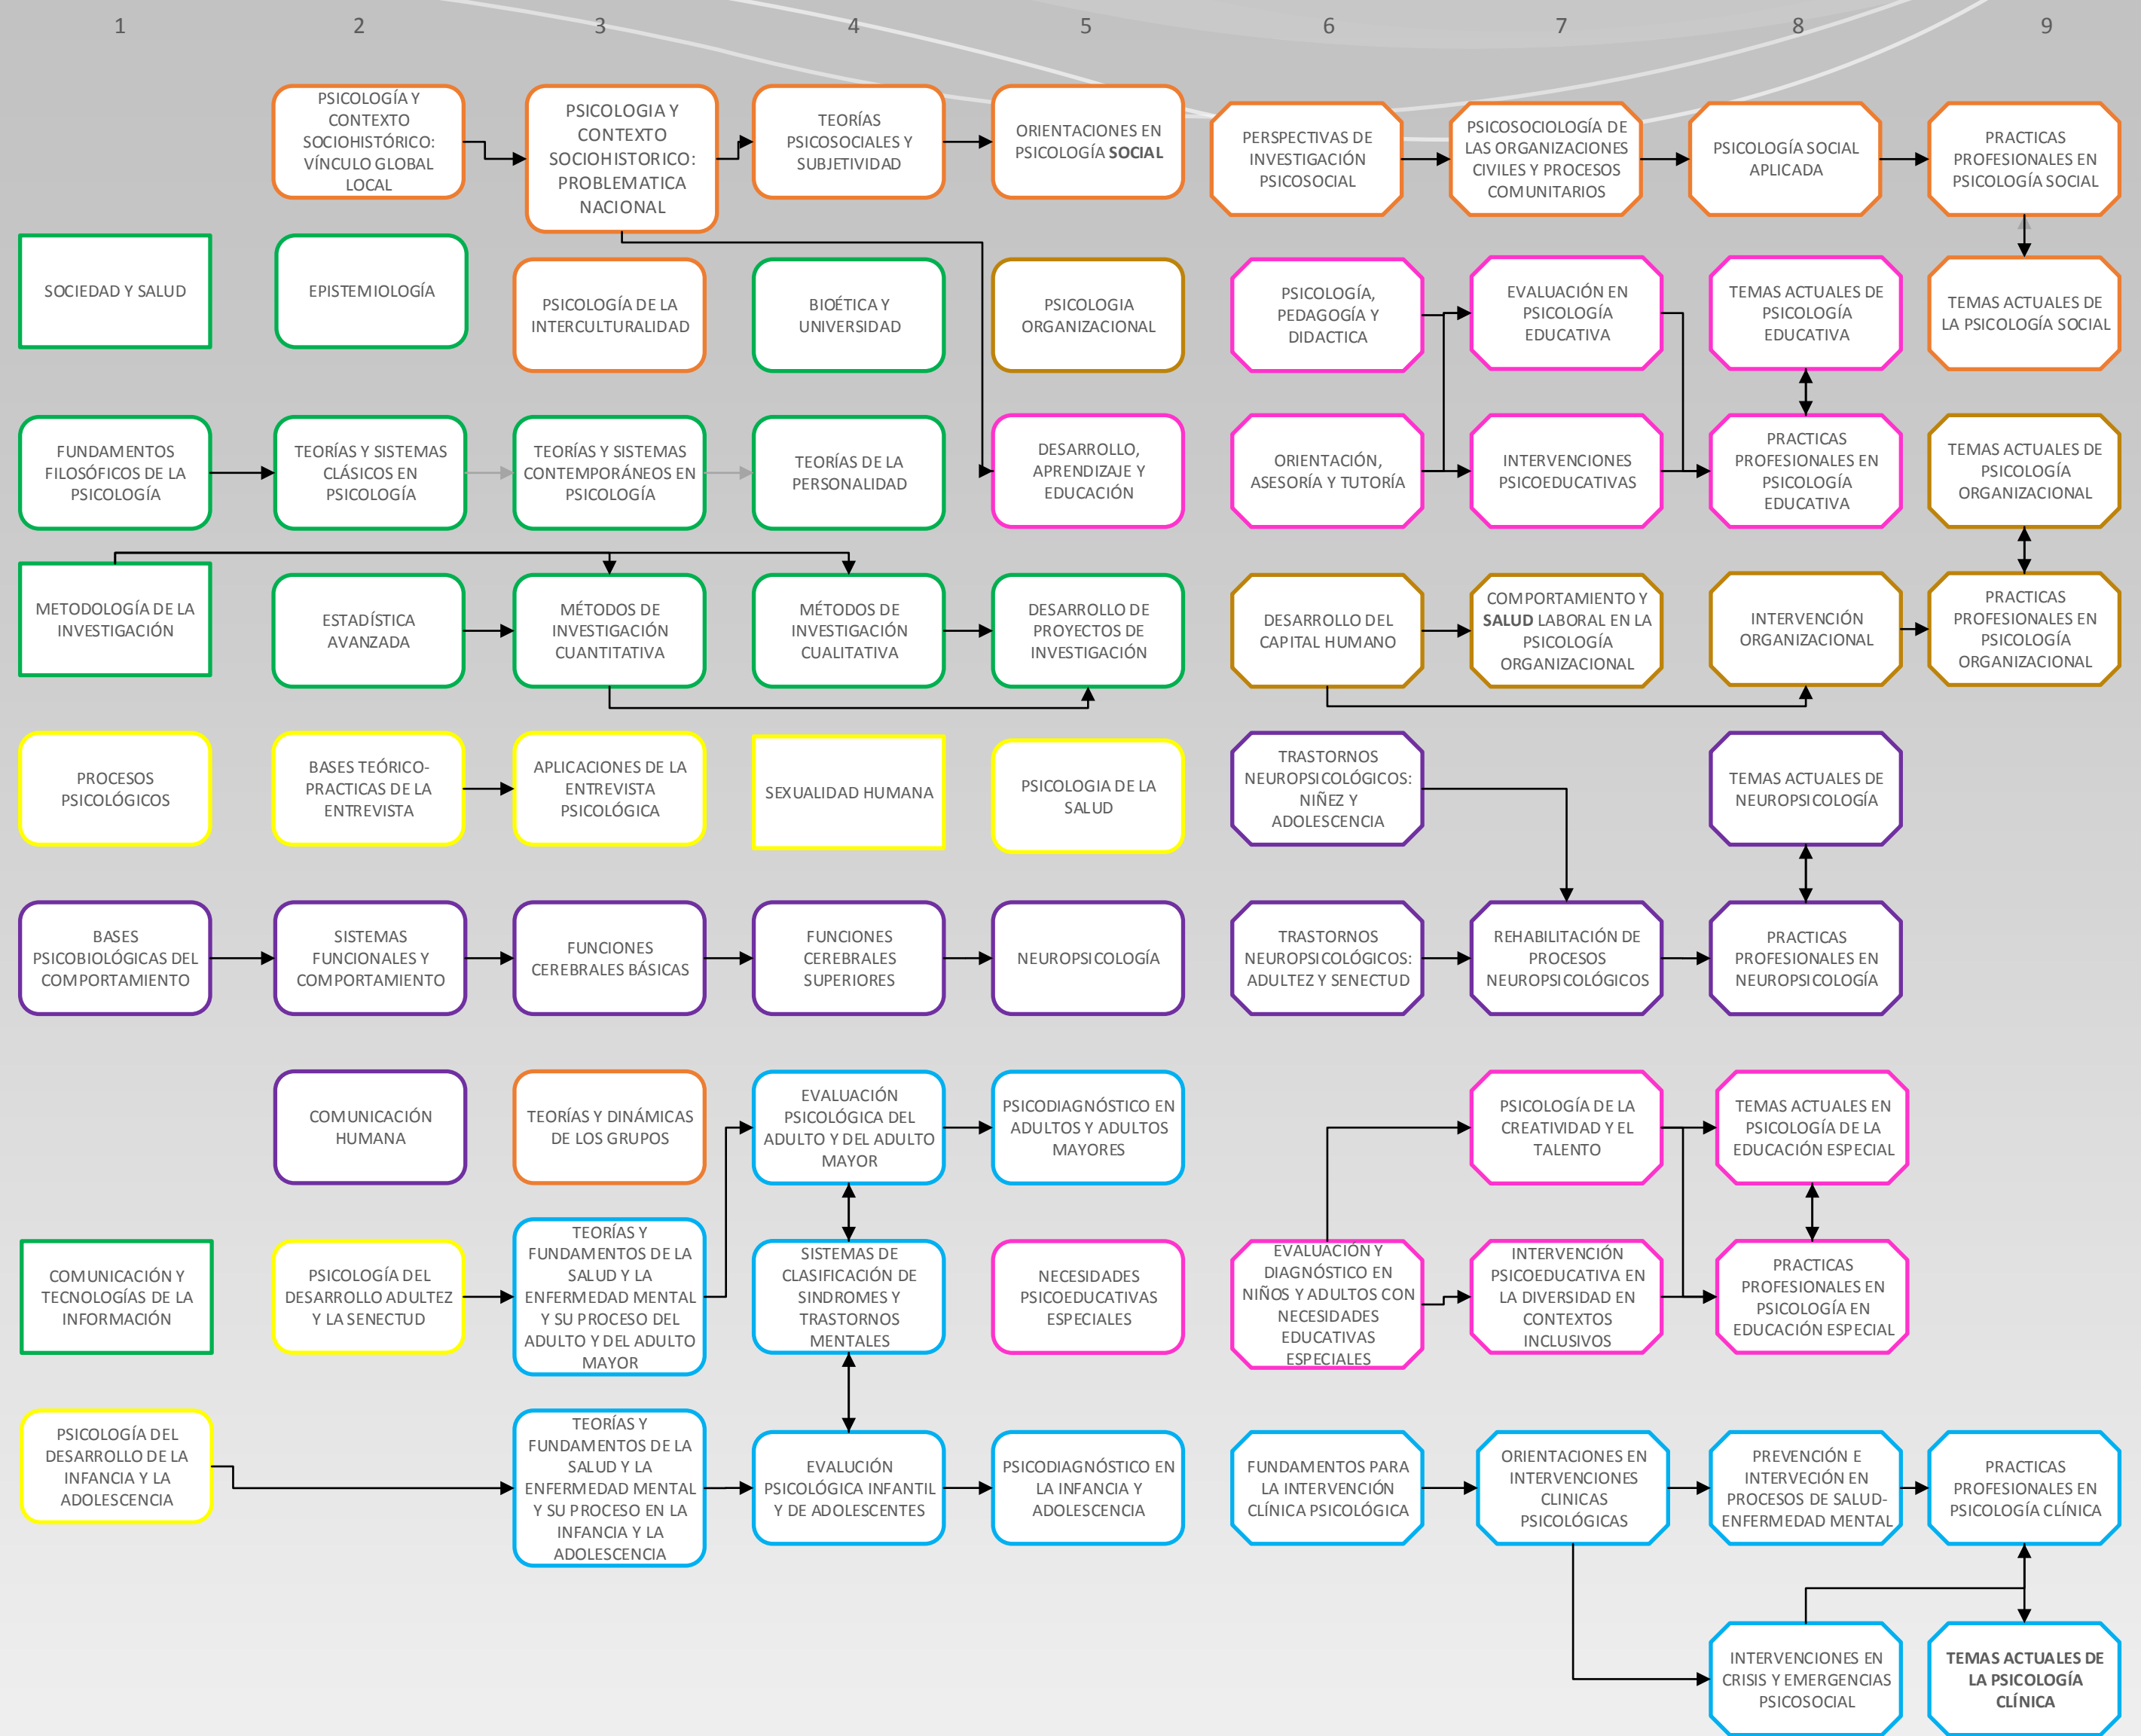 1
2
3
4
5
6
7
8
9
PSICOLOGÍA Y
CONTEXTO
SOCIOHISTÓRICO:
VÍNCULO GLOBAL
LOCAL
PSICOLOGIA Y
CONTEXTO
SOCIOHISTORICO:
PROBLEMATICA
NACIONAL
TEORÍAS
PSICOSOCIALES Y
SUBJETIVIDAD
ORIENTACIONES EN
PSICOLOGÍA SOCIAL
PERSPECTIVAS DE
INVESTIGACIÓN
PSICOSOCIAL
PSICOSOCIOLOGÍA DE
LAS ORGANIZACIONES
CIVILES Y PROCESOS
COMUNITARIOS
PSICOLOGÍA SOCIAL
APLICADA
PRACTICAS
PROFESIONALES EN
PSICOLOGÍA SOCIAL
SOCIEDAD Y SALUD
EPISTEMIOLOGÍA
PSICOLOGÍA DE LA
INTERCULTURALIDAD
BIOÉTICA Y
UNIVERSIDAD
PSICOLOGIA
ORGANIZACIONAL
PSICOLOGÍA,
PEDAGOGÍA Y
DIDACTICA
EVALUACIÓN EN
PSICOLOGÍA
EDUCATIVA
TEMAS ACTUALES DE
PSICOLOGÍA
EDUCATIVA
TEMAS ACTUALES DE
LA PSICOLOGÍA SOCIAL
FUNDAMENTOS
FILOSÓFICOS DE LA
PSICOLOGÍA
TEORÍAS Y SISTEMAS
CLÁSICOS EN
PSICOLOGÍA
TEORÍAS Y SISTEMAS
CONTEMPORÁNEOS EN
PSICOLOGÍA
TEORÍAS DE LA
PERSONALIDAD
DESARROLLO,
APRENDIZAJE Y
EDUCACIÓN
ORIENTACIÓN,
ASESORÍA Y TUTORÍA
INTERVENCIONES
PSICOEDUCATIVAS
PRACTICAS
PROFESIONALES EN
PSICOLOGÍA
EDUCATIVA
TEMAS ACTUALES DE
PSICOLOGÍA
ORGANIZACIONAL
METODOLOGÍA DE LA
INVESTIGACIÓN
ESTADÍSTICA
AVANZADA
MÉTODOS DE
INVESTIGACIÓN
CUANTITATIVA
MÉTODOS DE
INVESTIGACIÓN
CUALITATIVA
DESARROLLO DE
PROYECTOS DE
INVESTIGACIÓN
DESARROLLO DEL
CAPITAL HUMANO
COMPORTAMIENTO Y
SALUD LABORAL EN LA
PSICOLOGÍA
ORGANIZACIONAL
INTERVENCIÓN
ORGANIZACIONAL
PRACTICAS
PROFESIONALES EN
PSICOLOGÍA
ORGANIZACIONAL
PROCESOS
PSICOLÓGICOS
BASES TEÓRICO-
PRACTICAS DE LA
ENTREVISTA
APLICACIONES DE LA
ENTREVISTA
PSICOLÓGICA
SEXUALIDAD HUMANA
PSICOLOGIA DE LA
SALUD
TRASTORNOS
NEUROPSICOLÓGICOS:
NIÑEZ Y
ADOLESCENCIA
TEMAS ACTUALES DE
NEUROPSICOLOGÍA
BASES
PSICOBIOLÓGICAS DEL
COMPORTAMIENTO
SISTEMAS
FUNCIONALES Y
COMPORTAMIENTO
FUNCIONES
CEREBRALES BÁSICAS
FUNCIONES
CEREBRALES
SUPERIORES
NEUROPSICOLOGÍA
TRASTORNOS
NEUROPSICOLÓGICOS:
ADULTEZ Y SENECTUD
REHABILITACIÓN DE
PROCESOS
NEUROPSICOLÓGICOS
PRACTICAS
PROFESIONALES EN
NEUROPSICOLOGÍA
COMUNICACIÓN
HUMANA
TEORÍAS Y DINÁMICAS
DE LOS GRUPOS
EVALUACIÓN
PSICOLÓGICA DEL
ADULTO Y DEL ADULTO
MAYOR
PSICODIAGNÓSTICO EN
ADULTOS Y ADULTOS
MAYORES
PSICOLOGÍA DE LA
CREATIVIDAD Y EL
TALENTO
TEMAS ACTUALES EN
PSICOLOGÍA DE LA
EDUCACIÓN ESPECIAL
COMUNICACIÓN Y
TECNOLOGÍAS DE LA
INFORMACIÓN
PSICOLOGÍA DEL
DESARROLLO ADULTEZ
Y LA SENECTUD
TEORÍAS Y
FUNDAMENTOS DE LA
SALUD Y LA
ENFERMEDAD MENTAL
Y SU PROCESO DEL
ADULTO Y DEL ADULTO
MAYOR
SISTEMAS DE
CLASIFICACIÓN DE
SINDROMES Y
TRASTORNOS
MENTALES
NECESIDADES
PSICOEDUCATIVAS
ESPECIALES
EVALUACIÓN Y
DIAGNÓSTICO EN
NIÑOS Y ADULTOS CON
NECESIDADES
EDUCATIVAS
ESPECIALES
INTERVENCIÓN
PSICOEDUCATIVA EN
LA DIVERSIDAD EN
CONTEXTOS
INCLUSIVOS
PRACTICAS
PROFESIONALES EN
PSICOLOGÍA EN
EDUCACIÓN ESPECIAL
PSICOLOGÍA DEL
DESARROLLO DE LA
INFANCIA Y LA
ADOLESCENCIA
TEORÍAS Y
FUNDAMENTOS DE LA
SALUD Y LA
ENFERMEDAD MENTAL
Y SU PROCESO EN LA
INFANCIA Y LA
ADOLESCENCIA
EVALUCIÓN
PSICOLÓGICA INFANTIL
Y DE ADOLESCENTES
PSICODIAGNÓSTICO EN
LA INFANCIA Y
ADOLESCENCIA
FUNDAMENTOS PARA
LA INTERVENCIÓN
CLÍNICA PSICOLÓGICA
ORIENTACIONES EN
INTERVENCIONES
CLINICAS
PSICOLÓGICAS
PREVENCIÓN E
INTERVECIÓN EN
PROCESOS DE SALUD-
ENFERMEDAD MENTAL
PRACTICAS
PROFESIONALES EN
PSICOLOGÍA CLÍNICA
INTERVENCIONES EN
CRISIS Y EMERGENCIAS
PSICOSOCIAL
TEMAS ACTUALES DE
LA PSICOLOGÍA
CLÍNICA